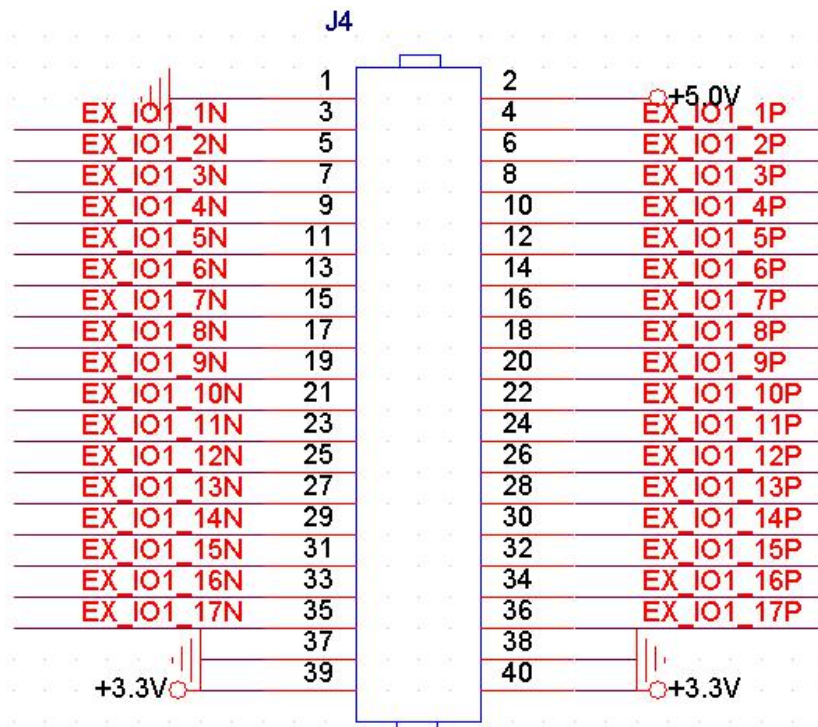 J4
1 2
+5.0V
EX_IO1_1N 3 4 EX_IO1_1P
EX_IO1_2N 5 6 EX_IO1_2P
EX_IO1_3N 7 8 EX_IO1_3P
EX_IO1_4N 9 10 EX_IO1_4P
EX_IO1_5N 11 12 EX_IO1_5P
EX_IO1_6N 13 14 EX_IO1_6P
EX_IO1_7N 15 16 EX_IO1_7P
EX_IO1_8N 17 18 EX_IO1_8P
EX_IO1_9N 19 20 EX_IO1_9P
EX_IO1_10N 21 22 EX_IO1_10P
EX_IO1_11N 23 24 EX_IO1_11P
EX_IO1_12N 25 26 EX_IO1_12P
EX_IO1_13N 27 28 EX_IO1_13P
EX_IO1_14N 29 30 EX_IO1_14P
EX_IO1_15N 31 32 EX_IO1_15P
EX_IO1_16N 33 34 EX_IO1_16P
EX_IO1_17N 35 36 EX_IO1_17P
37 38
39 40
+3.3V +3.3V